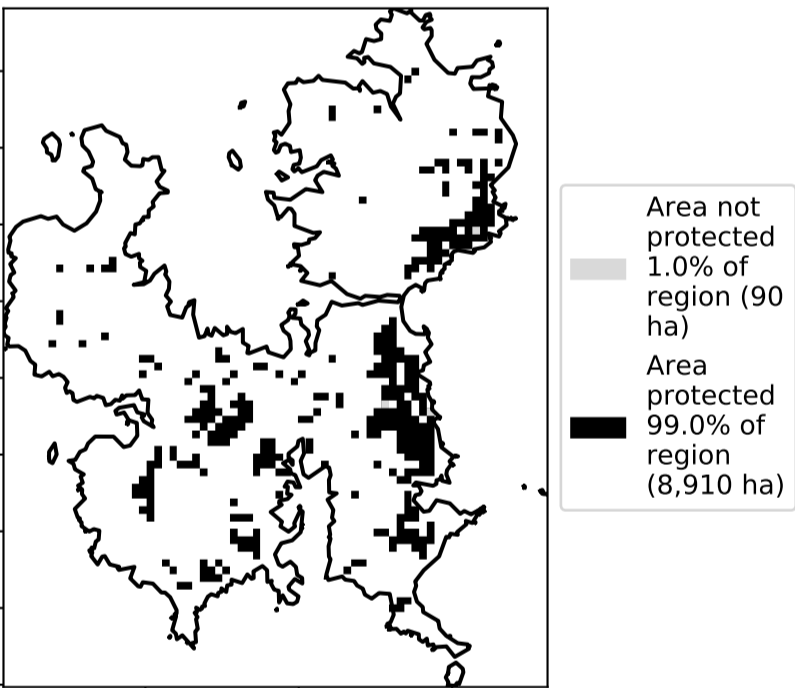 Area not
protected
1.0% of
region (90
ha)
Area
protected
99.0% of
region
(8,910 ha)